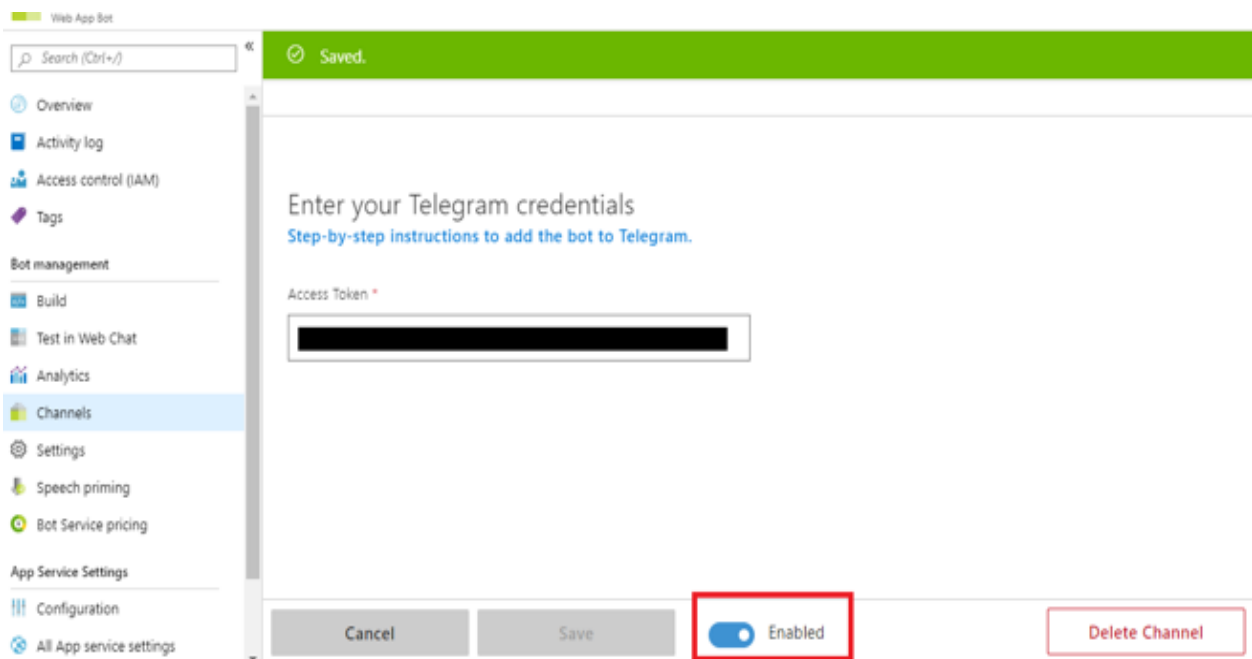 Web App Bot
Search (Ctrl+/)
«
Saved.
Overview
Activity log
Access control (IAM)
Tags
Enter your Telegram credentials
Step-by-step instructions to add the bot to Telegram.
Bot management
Access Token *
Build
Test in Web Chat
Analytics
Channels
Settings
Speech priming
Bot Service pricing
App Service Settings
Configuration
All App service settings
Cancel
Save
Enabled
Delete Channel